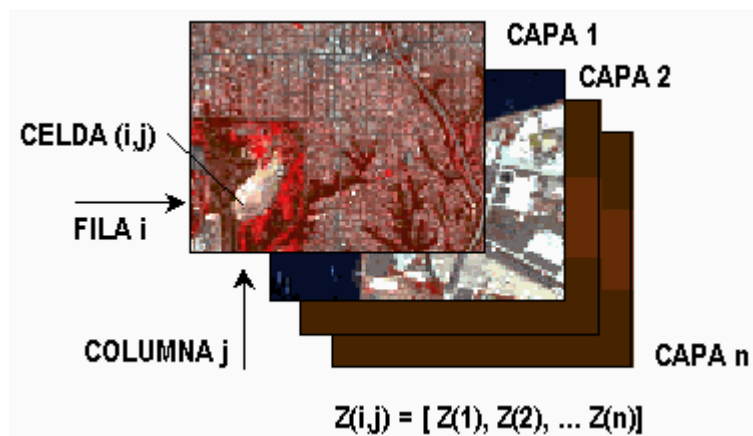 CAPA 1
CAPA 2
CELDA (i,j)
FILA i
COLUMNA j
CAPA n
Z(i,j) = [ Z(1), Z(2), ... Z(n)]